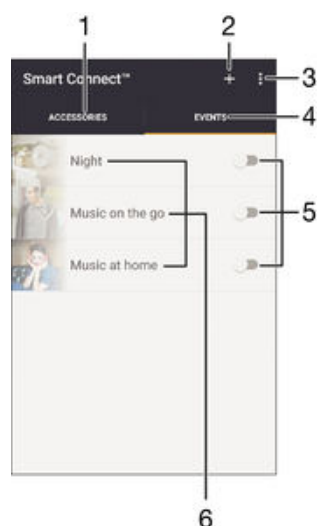 1 2
Smart Connect™ 3
ACCESSORIES EVENTS 4
Night
Music on the go 5
Music at home
6